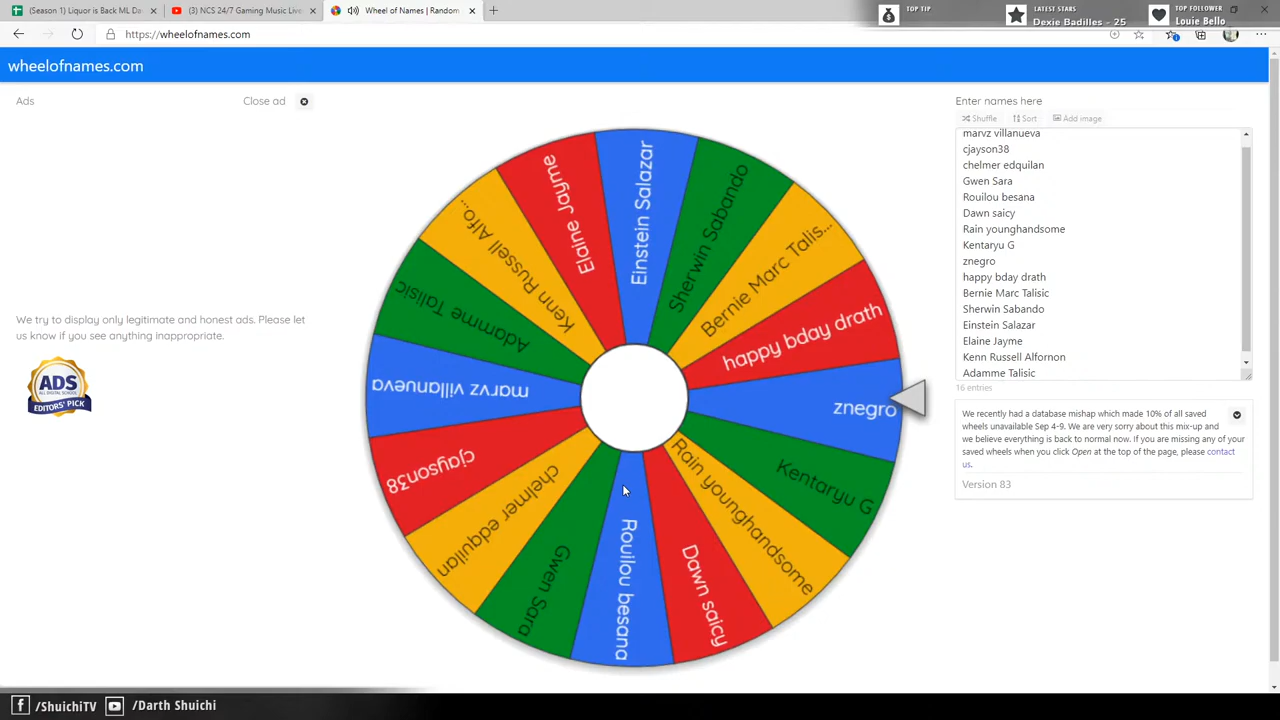 (Season 1) Liquor is Back ML Da
(3) NCS 24/7 Gaming Music Live
Wheel of Names | Random
TOP TIP
LATEST STARS
Dexie Badilles - 25
TOP FOLLOWER
Louie Bello
https://wheelofnames.com
wheelofnames.com
Ads
Close ad
Enter names here
Shuffle
Sort
Add image
marvz villanueva
cjayson38
chelmer edquilan
Gwen Sara
Rouilou besana
Dawn saicy
Rain younghandsome
Kentaryu G
znegro
happy bday drath
Bernie Marc Talisic
Sherwin Sabando
Einstein Salazar
Elaine Jayme
Kenn Russell Alfornon
Adamme Talisic
16 entries
We recently had a database mishap which made 10% of all saved
wheels unavailable Sep 4-9. We are very sorry about this mix-up and
we believe everything is back to normal now. If you are missing any of your
saved wheels when you click Open at the top of the page, please contact
us.
Version 83
We try to display only legitimate and honest ads. Please let
us know if you see anything inappropriate.
ADS
ALL DIGITAL SCHOOL
EDITORS' PICK
Einstein Salazar
Sherwin Sabando
Bernie Marc Talis...
happy bday drath
znegro
Kentaryu G
Rain younghandsome
Dawn saicy
Rouilou besana
Gwen Sara
chelmer edquilan
cjayson38
marvz villanueva
Adamme Talisic
Kenn Russell Alfo...
Elaine Jayme
/ShuichiTV
/Darth Shuichi